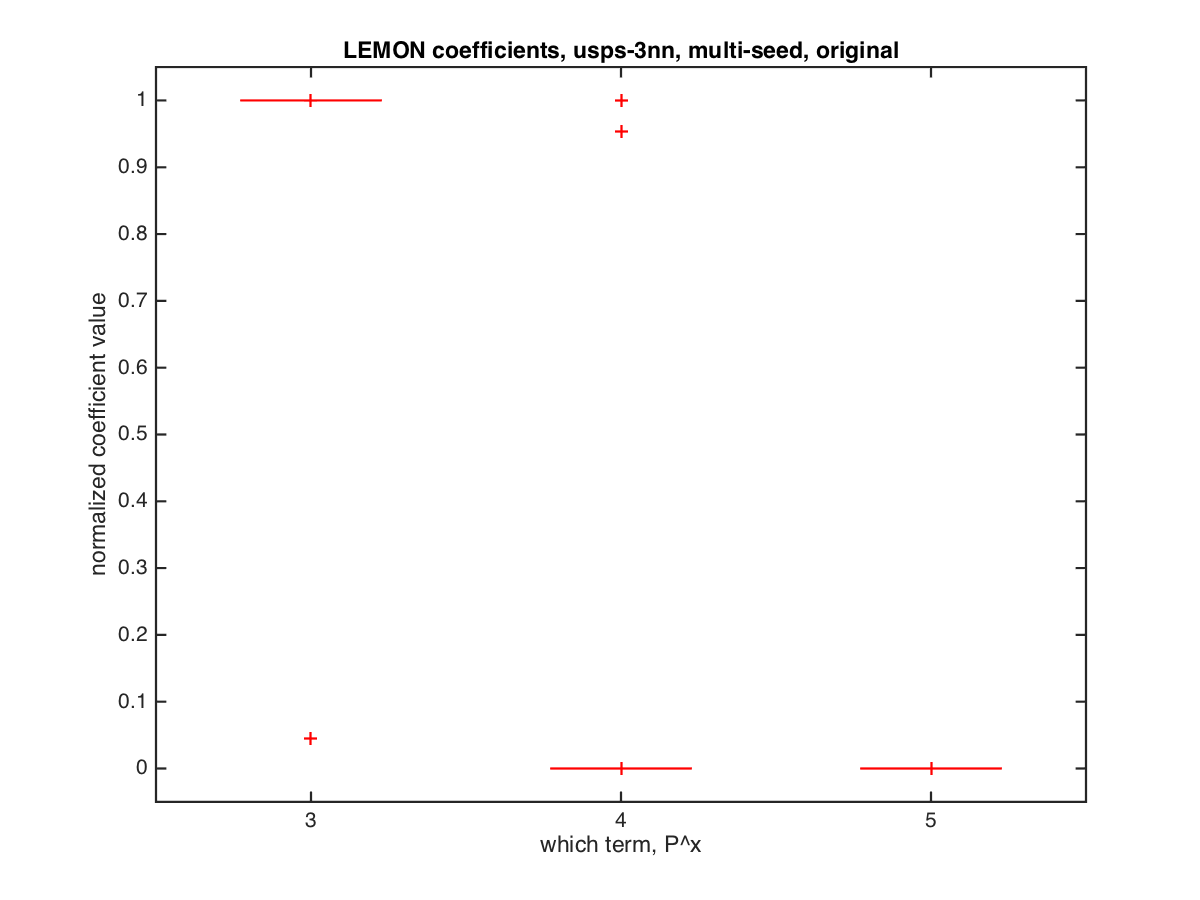 LEMON coefficients, usps-3nn, multi-seed, original
normalized coefficient value
1
0.9
0.8
0.7
0.6
0.5
0.4
0.3
0.2
0.1
0
3 4 5
which term, P^x